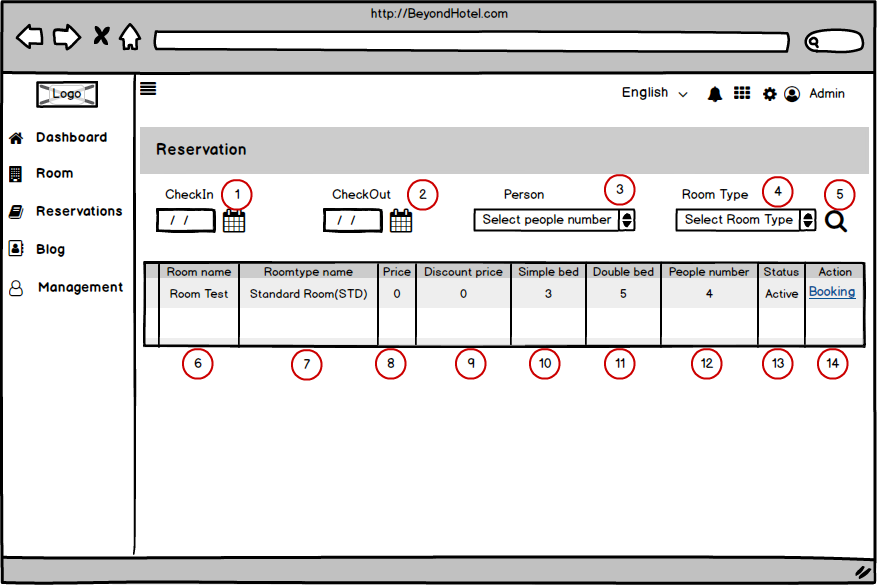 http://BeyondHotel.com
Logo
English
Admin
Dashboard
Room
Reservations
Blog
Management
Reservation
CheckIn 1
CheckOut 2
Person 3
Room Type 4
5
/ /
/ /
Select people number
Select Room Type
Room name Roomtype name Price Discount price Simple bed Double bed People number Status Action
Room Test Standard Room(STD) 0 0 3 5 4 Active Booking
6 7 8 9 10 11 12 13 14